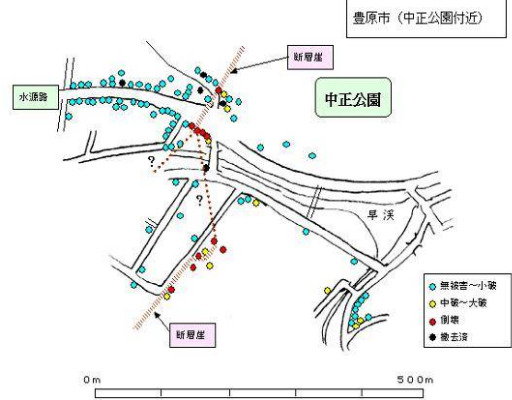 豊原市（中正公園付近）
断層崖
水源路
中正公園
?
?
旱溪
無被害～小破
中破～大破
倒壊
撤去済
断層崖
0m
500m